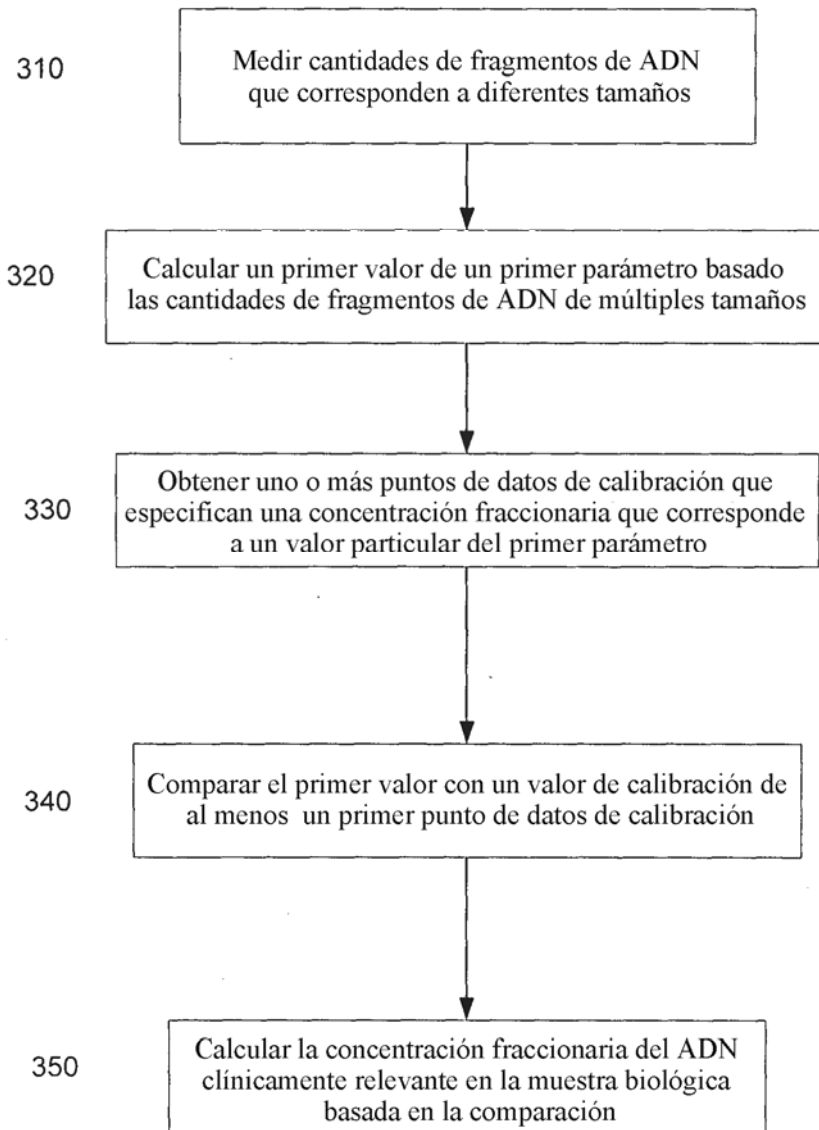 310
Medir cantidades de fragmentos de ADN
que corresponden a diferentes tamaños
320
Calcular un primer valor de un primer parámetro basado
las cantidades de fragmentos de ADN de múltiples tamaños
330
Obtener uno o más puntos de datos de calibración que
especifican una concentración fraccionaria que corresponde
a un valor particular del primer parámetro
340
Comparar el primer valor con un valor de calibración de
al menos un primer punto de datos de calibración
350
Calcular la concentración fraccionaria del ADN
clínicamente relevante en la muestra biológica
basada en la comparación